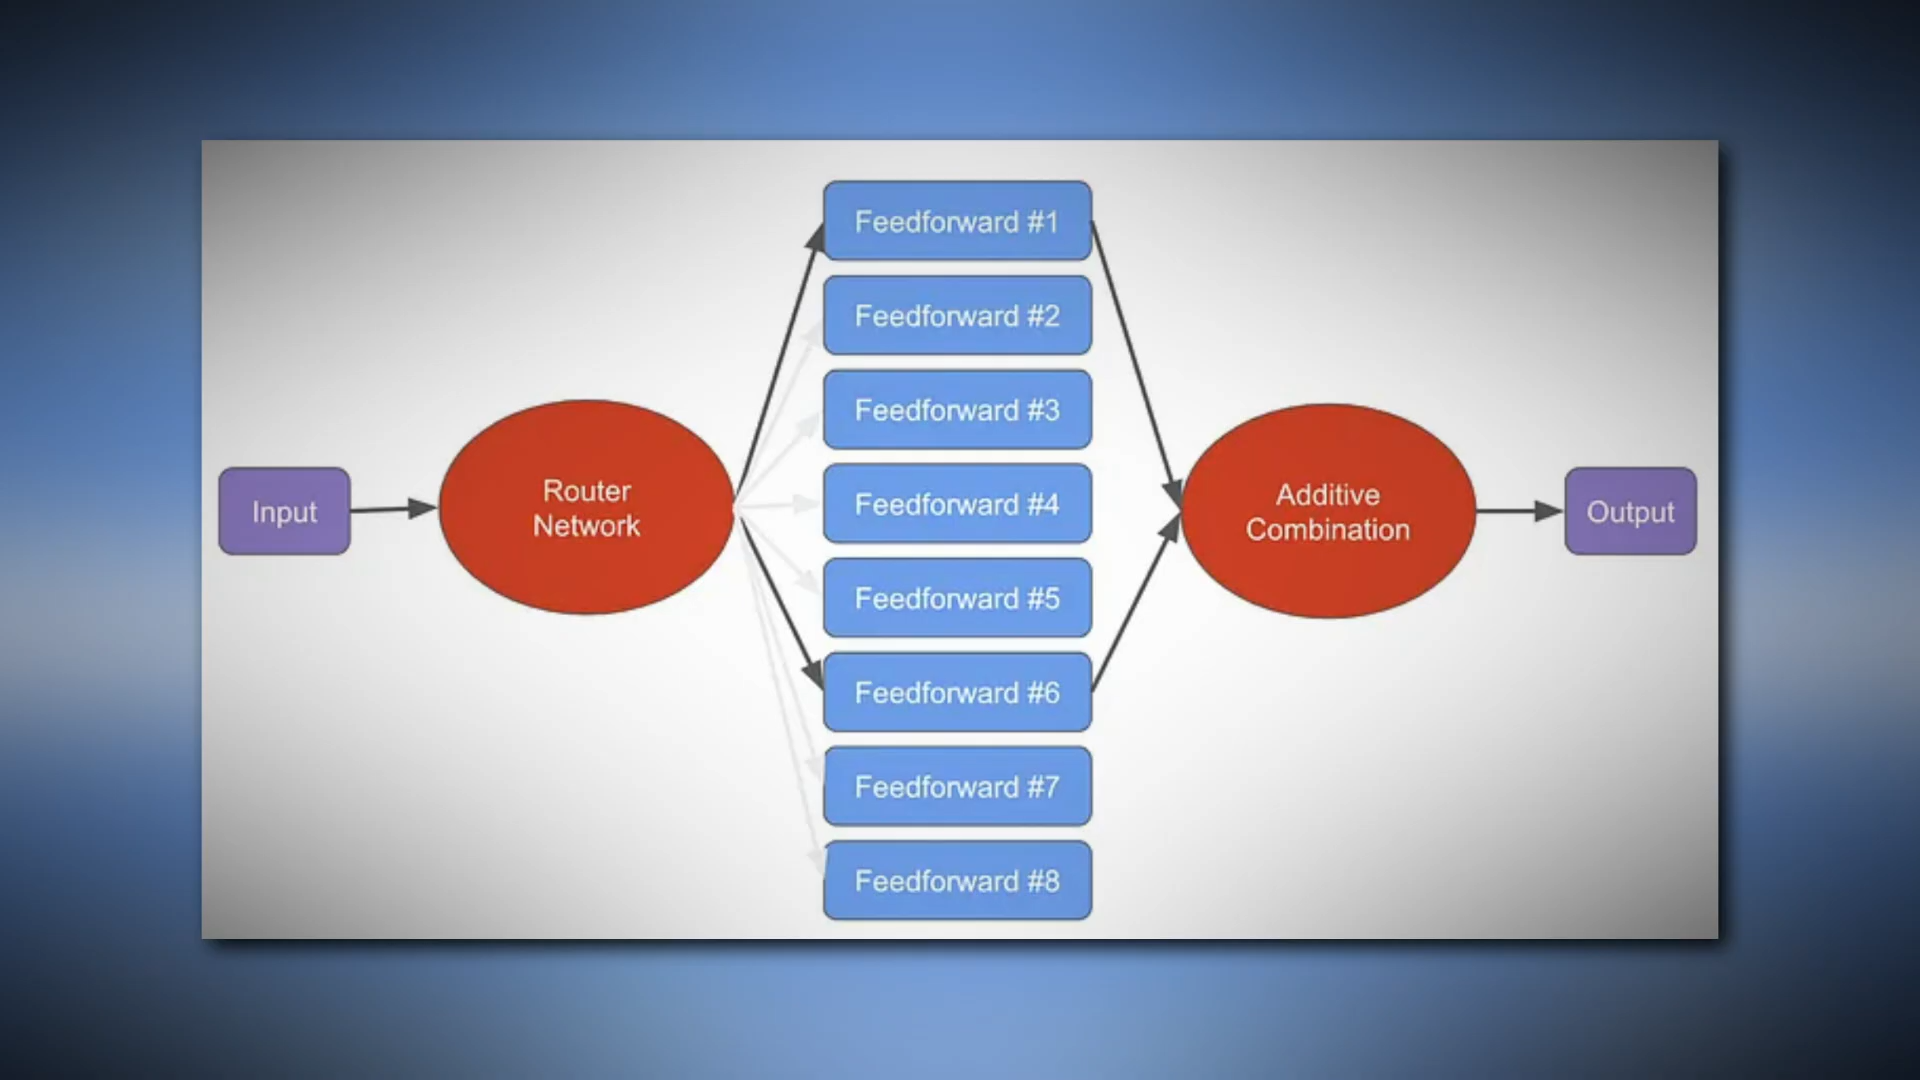 Input
Router
Network
Feedforward #1
Feedforward #2
Feedforward #3
Feedforward #4
Feedforward #5
Feedforward #6
Feedforward #7
Feedforward #8
Additive
Combination
Output